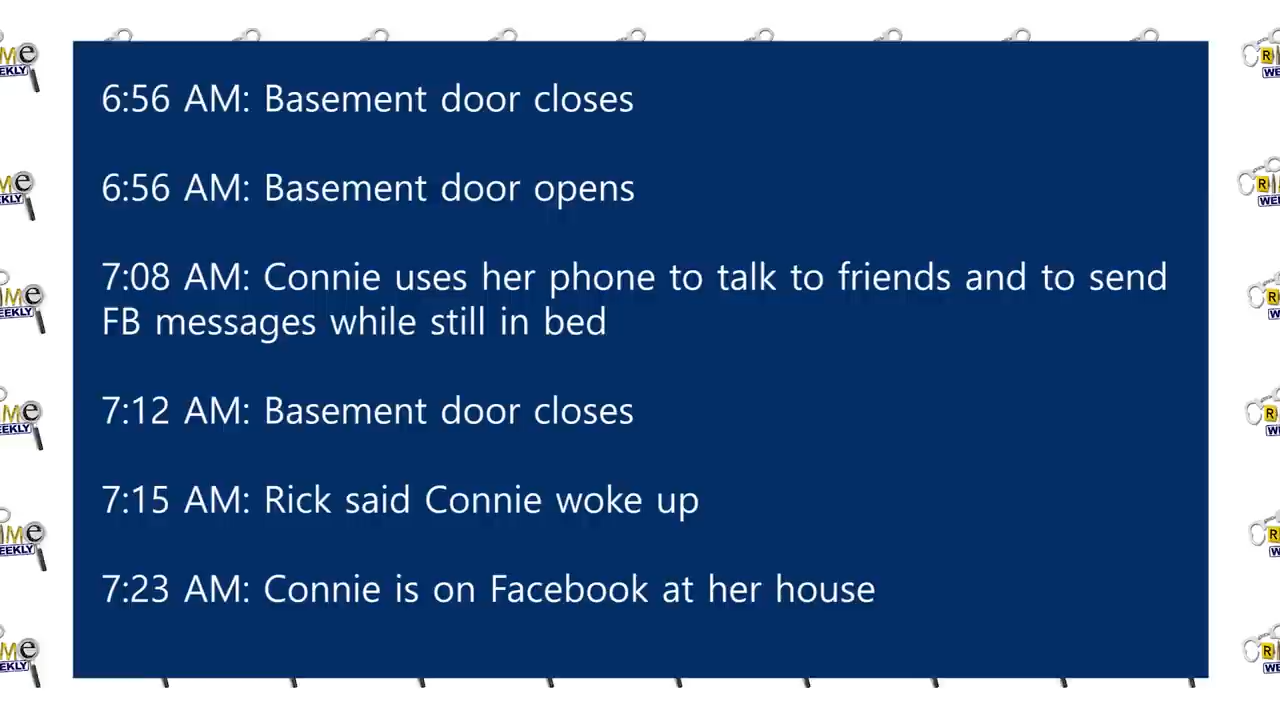 6:56 AM: Basement door closes
6:56 AM: Basement door opens
7:08 AM: Connie uses her phone to talk to friends and to send
FB messages while still in bed
7:12 AM: Basement door closes
7:15 AM: Rick said Connie woke up
7:23 AM: Connie is on Facebook at her house